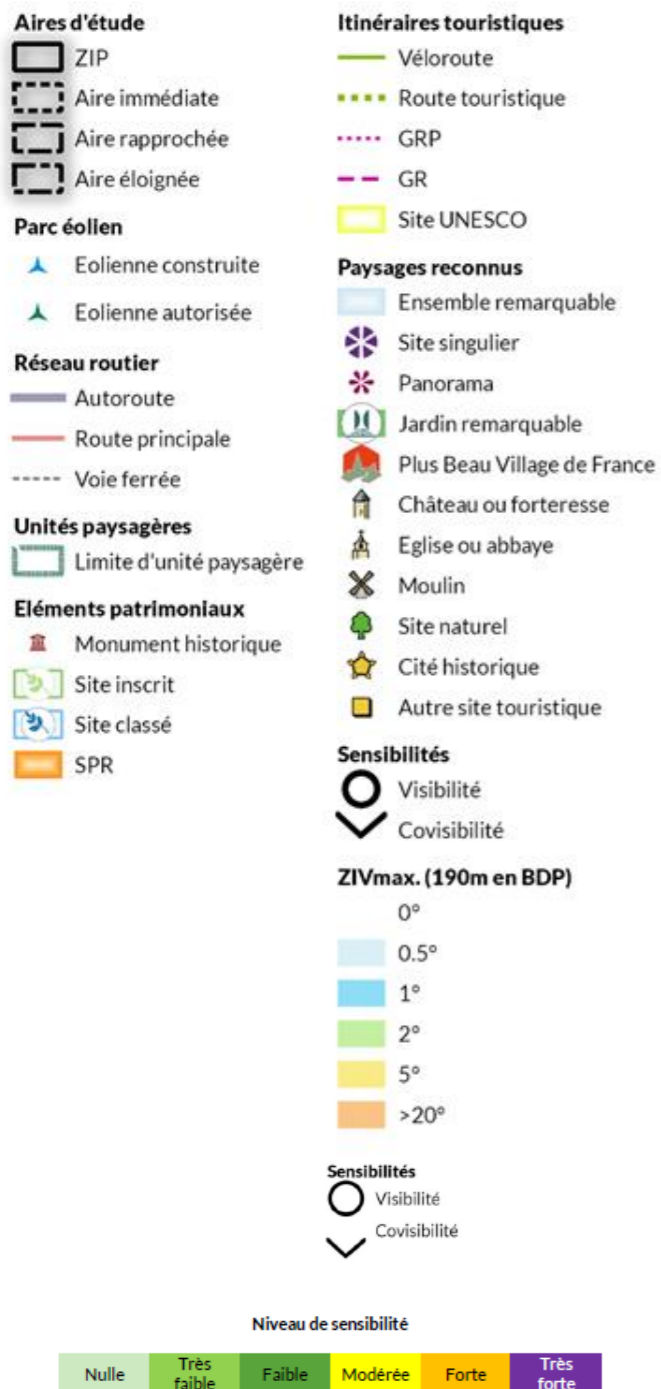 Aires d'étude
ZIP
Aire immédiate
Aire rapprochée
Aire éloignée
Parc éolien
Eolienne construite
Eolienne autorisée
Réseau routier
Autoroute
Route principale
Voie ferrée
Unités paysagères
Limite d'unité paysagère
Eléments patrimoniaux
Monument historique
Site inscrit
Site classé
SPR
Itinéraires touristiques
Véloroute
Route touristique
GRP
GR
Site UNESCO
Paysages reconnus
Ensemble remarquable
Site singulier
Panorama
Jardin remarquable
Plus Beau Village de France
Château ou forteresse
Eglise ou abbaye
Moulin
Site naturel
Cité historique
Autre site touristique
Sensibilités
Visibilité
Covisibilité
ZIVmax. (190m en BDP)
0°
0.5°
1°
2°
5°
>20°
Sensibilités
Visibilité
Covisibilité
Niveau de sensibilité
Nulle
Très
faible
Faible
Modérée
Forte
Très
forte